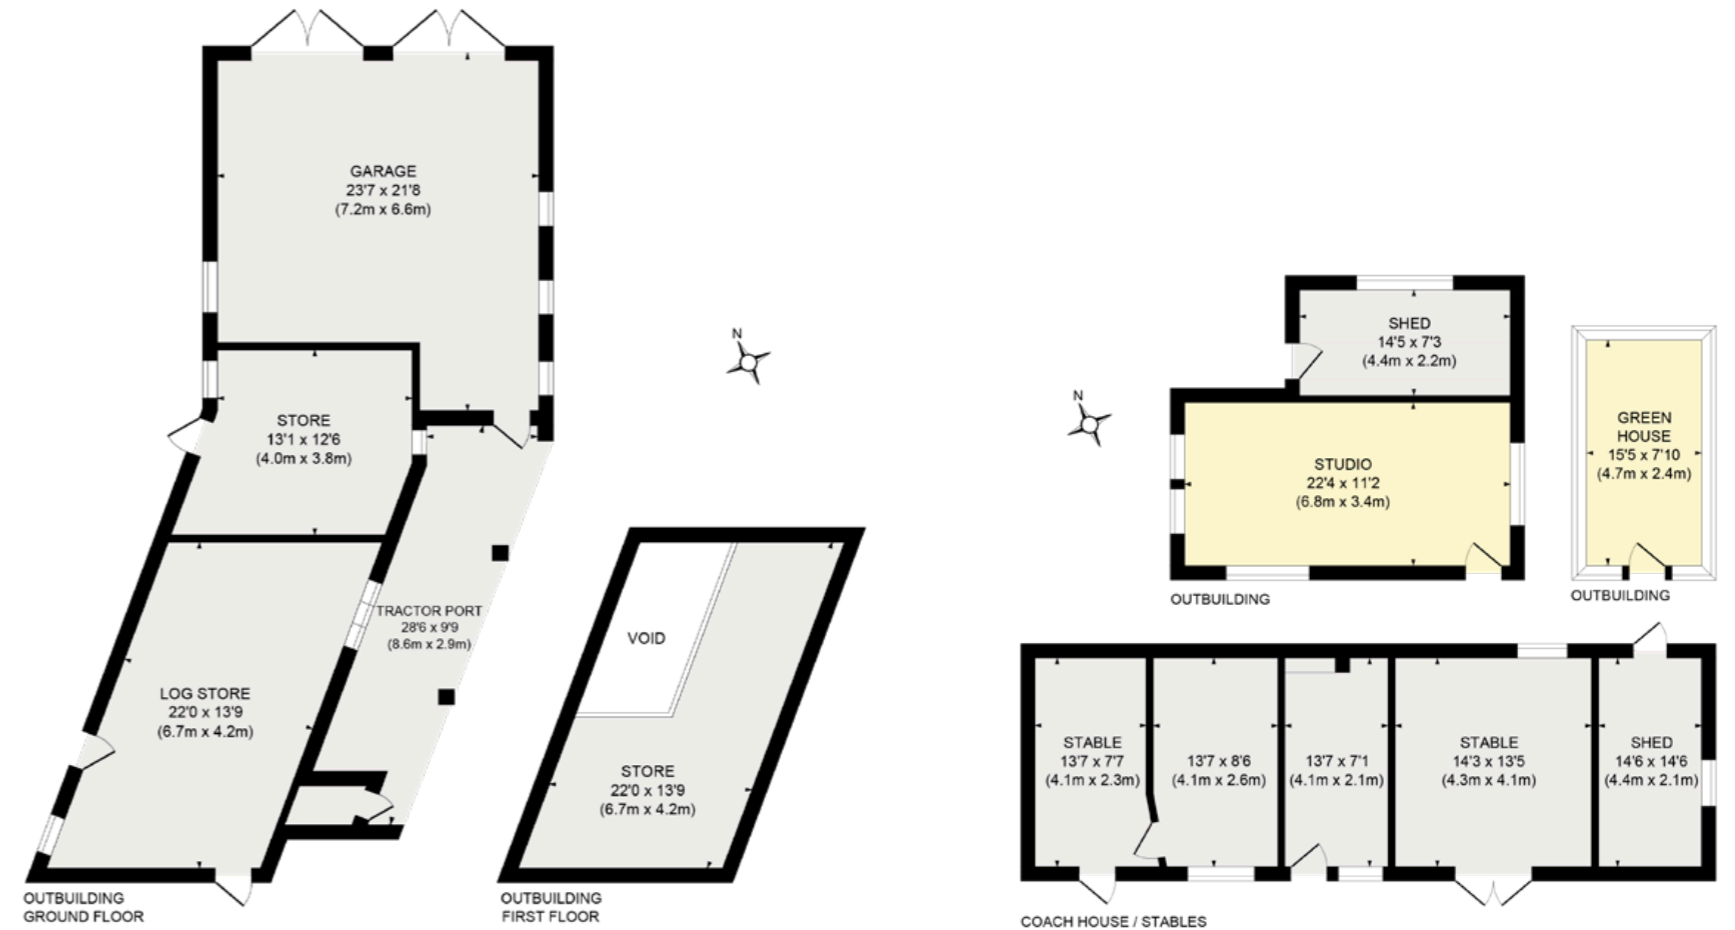 GARAGE
23'7 x 21'8
(7.2m x 6.6m)
STORE
13'1 x 12'6
(4.0m x 3.8m)
TRACTOR PORT
28'6 x 9'9
(8.6m x 2.9m)
LOG STORE
22'0 x 13'9
(6.7m x 4.2m)
OUTBUILDING
GROUND FLOOR
N
VOID
STORE
22'0 x 13'9
(6.7m x 4.2m)
OUTBUILDING
FIRST FLOOR
N
SHED
14'5 x 7'3
(4.4m x 2.2m)
STUDIO
22'4 x 11'2
(6.8m x 3.4m)
OUTBUILDING
GREEN
HOUSE
15'5 x 7'10
(4.7m x 2.4m)
OUTBUILDING
STABLE
13'7 x 7'7
(4.1m x 2.3m)
13'7 x 8'6
(4.1m x 2.6m)
13'7 x 7'1
(4.1m x 2.1m)
STABLE
14'3 x 13'5
(4.3m x 4.1m)
SHED
14'6 x 14'6
(4.4m x 2.1m)
COACH HOUSE / STABLES